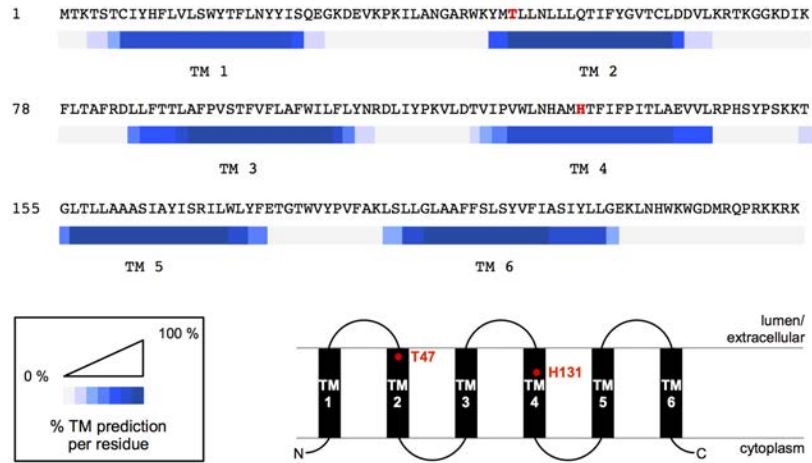 1 MTKTSTCIYHFLVLSWYTFLNYYISQEGKDEVKPKILANGARWKYMTLLNLLLQTIFYGVTCLDDVLKRTKGGKDIK
TM 1 TM 2
78 FLTAFRDLLFTTLAFPVSTFVFLAFWILFLYNRDLIYPKVLDTVIPVWLNHAMHTFIFPITLAEVVLRPHSYPSKKT
TM 3 TM 4
155 GLTLLAAASIAYISRILWLYFETGTWVYPVFAKLSLLGLAAFFSLSYVFIASIYLLGEKLNHWKWGDMRQPRKKRK
TM 5 TM 6
100 %
0 %
% TM prediction
per residue
lumen/
extracellular
T47
H131
TM TM TM TM TM TM
1 2 3 4 5 6
cytoplasm
N C